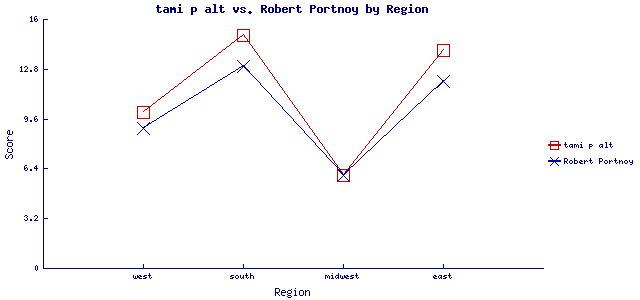 tami p alt vs. Robert Portnoy by Region
16
12.8
9.6
6.4
3.2
0
Score
west south midwest east
Region
tami p alt
Robert Portnoy